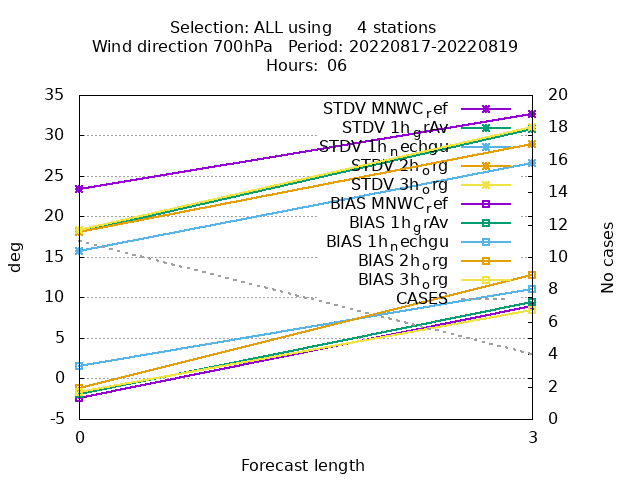 Selection: ALL using 4 stations
Wind direction 700hPa Period: 20220817-20220819
Hours: 06
35
30
25
20
15
10
5
0
-5
20
18
16
14
12
10
8
6
4
2
0
deg
No cases
STDV MNWC_ref
STDV 1h_grAv
STDV 1h_nechgu
STDV 2h_org
STDV 3h_org
BIAS MNWC_ref
BIAS 1h_grAv
BIAS 1h_nechgu
BIAS 2h_org
BIAS 3h_org
CASES
0 3
Forecast length